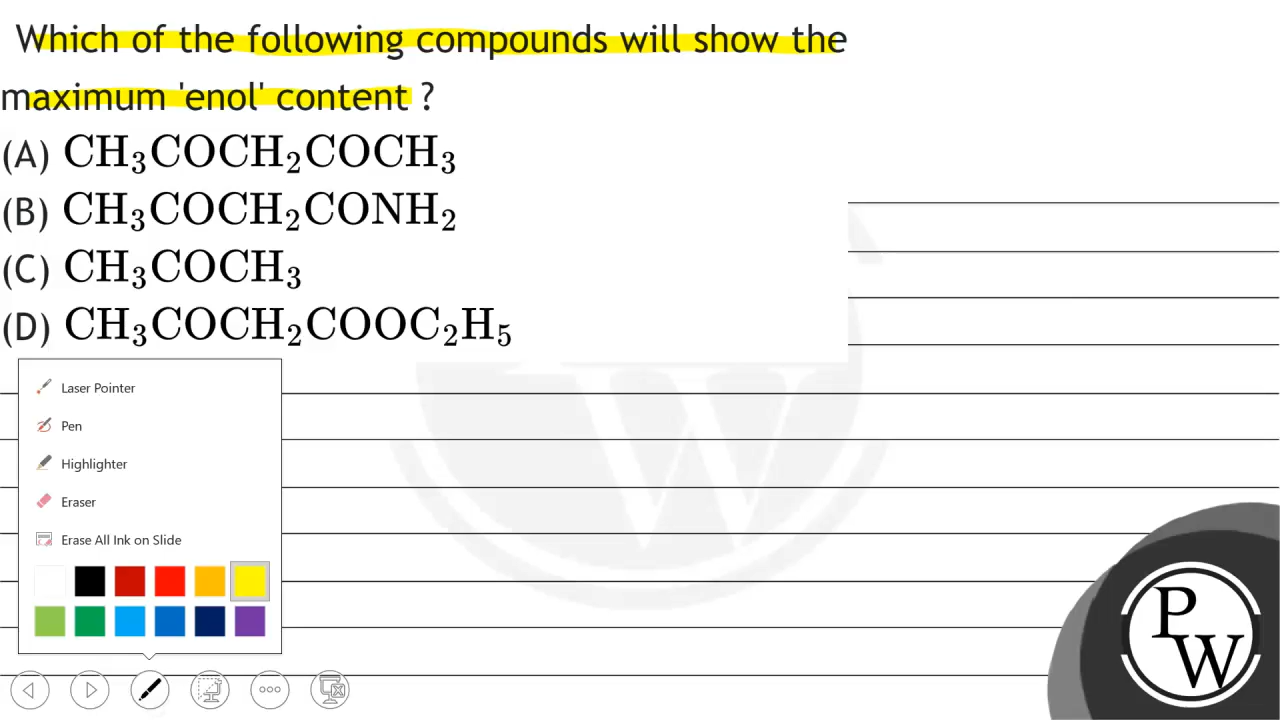 Which of the following compounds will show the
maximum 'enol' content ?
(A) CH₃COCH₂COCH₃
(B) CH₃COCH₂CONH₂
(C) CH₃COCH₃
(D) CH₃COCH₂COOC₂H₅
Laser Pointer
Pen
Highlighter
Eraser
Erase All Ink on Slide
P
W
W